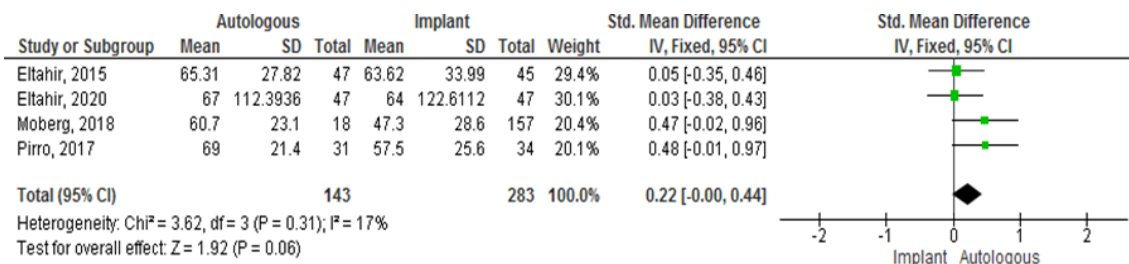 Autologous Implant Std. Mean Difference Std. Mean Difference
Study or Subgroup Mean SD Total Mean SD Total Weight IV, Fixed, 95% CI IV, Fixed, 95% CI
Eltahir, 2015 65.31 27.82 47 63.62 33.99 45 29.4% 0.05 [-0.35, 0.46]
Eltahir, 2020 67 112.3936 47 64 122.6112 47 30.1% 0.03 [-0.38, 0.43]
Moberg, 2018 60.7 23.1 18 47.3 28.6 157 20.4% 0.47 [-0.02, 0.96]
Pirro, 2017 69 21.4 31 57.5 25.6 34 20.1% 0.48 [-0.01, 0.97]
Total (95% CI) 143 283 100.0% 0.22 [-0.00, 0.44]
Heterogeneity: Chi² = 3.62, df = 3 (P = 0.31); I² = 17%
Test for overall effect: Z = 1.92 (P = 0.06)
-2 -1 0 1 2
Implant Autologous